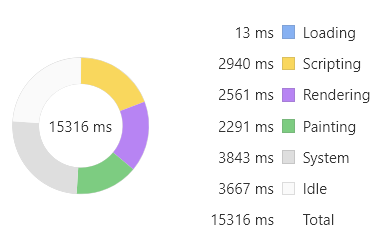 13 ms Loading
2940 ms Scripting
2561 ms Rendering
15316 ms
2291 ms Painting
3843 ms System
3667 ms Idle
15316 ms Total